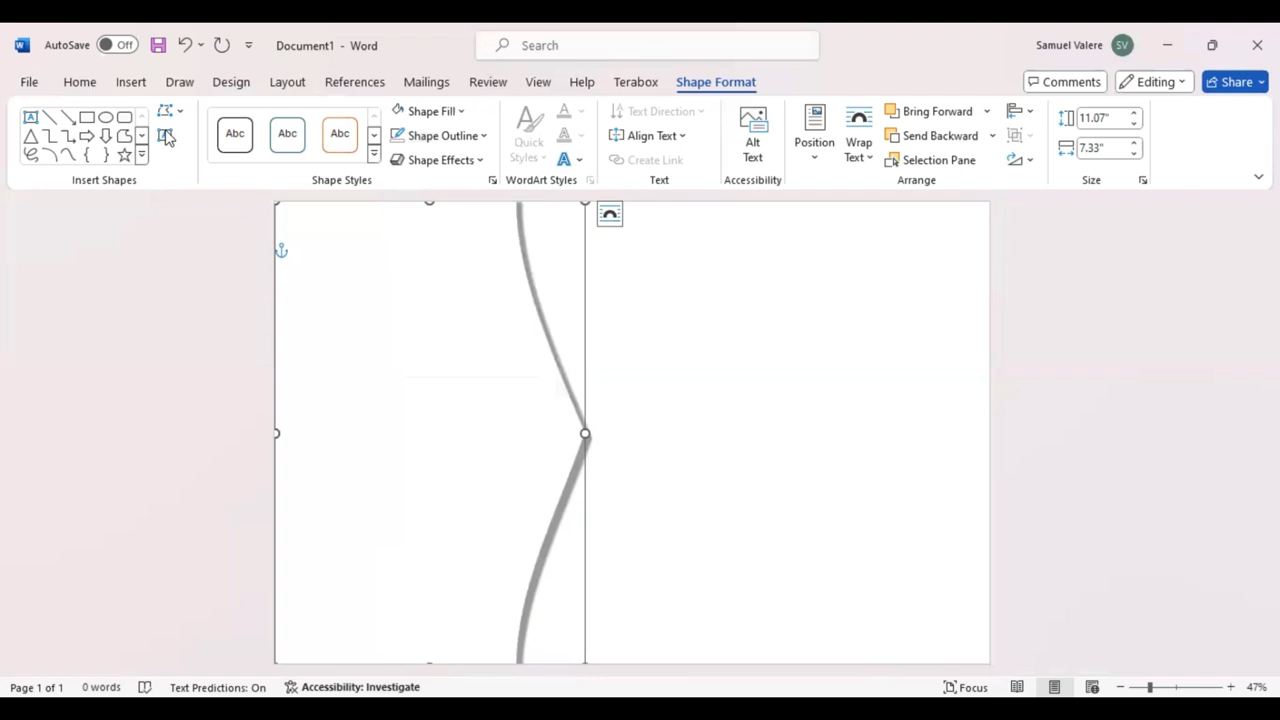 AutoSave Off Document1 - Word Search Samuel Valere SV
File Home Insert Draw Design Layout References Mailings Review View Help Terabox Shape Format Comments Editing Share
Abc Abc Abc
Shape Fill
Shape Outline
Shape Effects
Quick Styles
Text Direction
Align Text
Create Link
Alt Text
Position
Wrap Text
Bring Forward
Send Backward
Selection Pane
11.07"
7.33"
Insert Shapes Shape Styles WordArt Styles Text Accessibility Arrange Size
Page 1 of 1 0 words Text Predictions: On Accessibility: Investigate Focus 47%